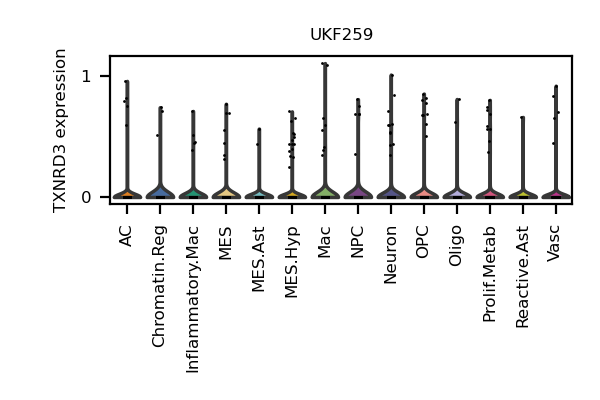 UKF259
TXNRD3 expression
1
0
AC
Chromatin.Reg
Inflammatory.Mac
MES
MES.Ast
MES.Hyp
Mac
NPC
Neuron
OPC
Oligo
Prolif.Metab
Reactive.Ast
Vasc